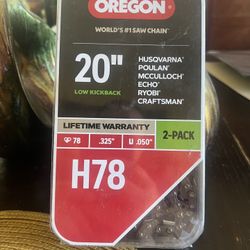 OREGON
WORLD'S #1 SAW CHAIN
20"
LOW KICKBACK
HUSQVARNA
POULAN
MCCULLOCH
ECHO
RYOBI
CRAFTSMAN
LIFETIME WARRANTY
78 .325" .050"
2-PACK
H78